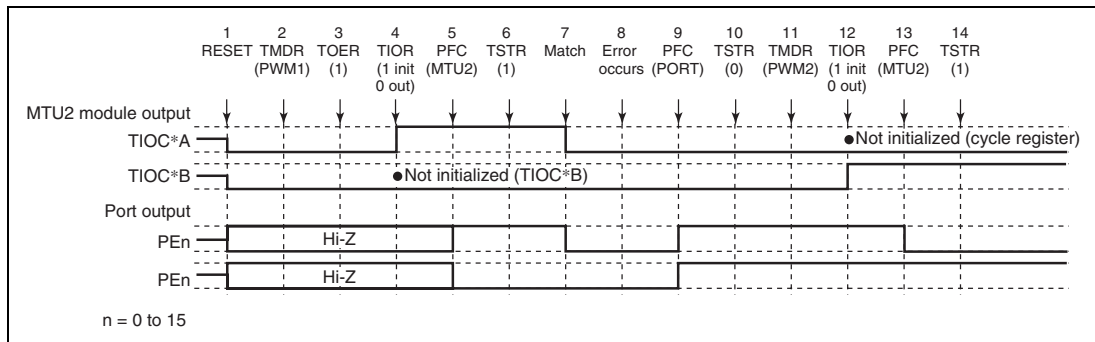 1 2 3 4 5 6 7 8 9 10 11 12 13 14
RESET TMDR TOER TIOR PFC TSTR Match Error PFC TSTR TMDR TIOR PFC TSTR
(PWM1) (1) (1 init (MTU2) (1) occurs (PORT) (0) (PWM2) (1 init (MTU2) (1)
0 out) 0 out)
MTU2 module output
TIOC*A ●Not initialized (cycle register)
TIOC*B ●Not initialized (TIOC*B)
Port output
PEn Hi-Z
PEn Hi-Z
n = 0 to 15